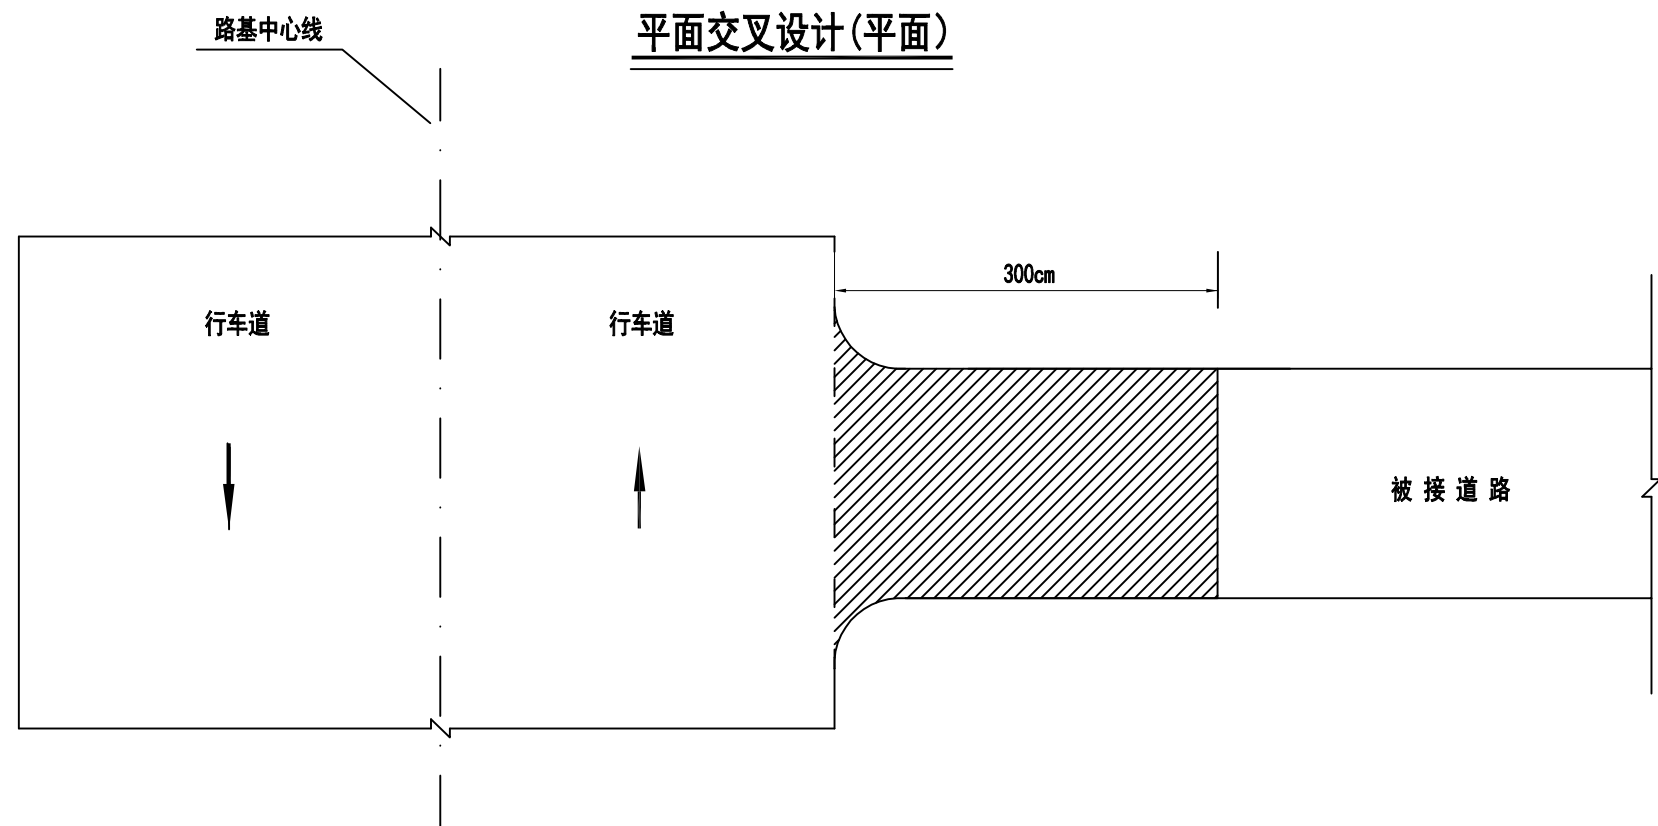 路基中心线
平面交叉设计(平面)
300cm
行车道
行车道
被接道路